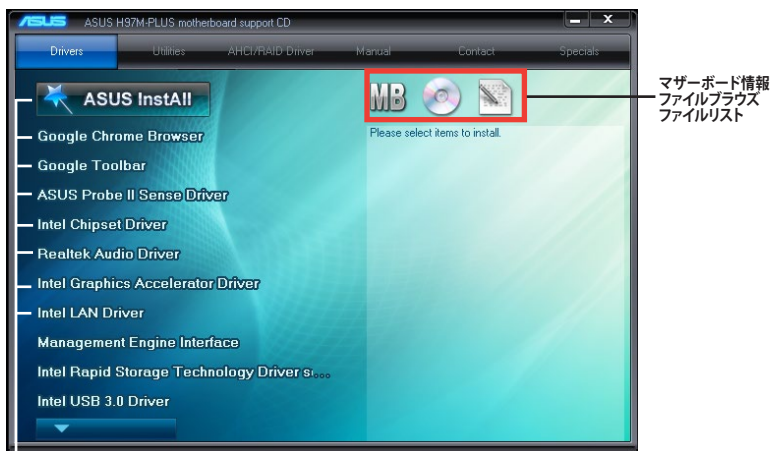 ASUS ASUS H97M-PLUS motherboard support CD
Drivers Utilities AHCI/RAID Driver Manual Contact Specials
ASUS InstAll
MB
マザーボード情報
ファイルブラウズ
ファイルリスト
Please select items to install.
Google Chrome Browser
Google Toolbar
ASUS Probe II Sense Driver
Intel Chipset Driver
Realtek Audio Driver
Intel Graphics Accelerator Driver
Intel LAN Driver
Management Engine Interface
Intel Rapid Storage Technology Driver s...
Intel USB 3.0 Driver